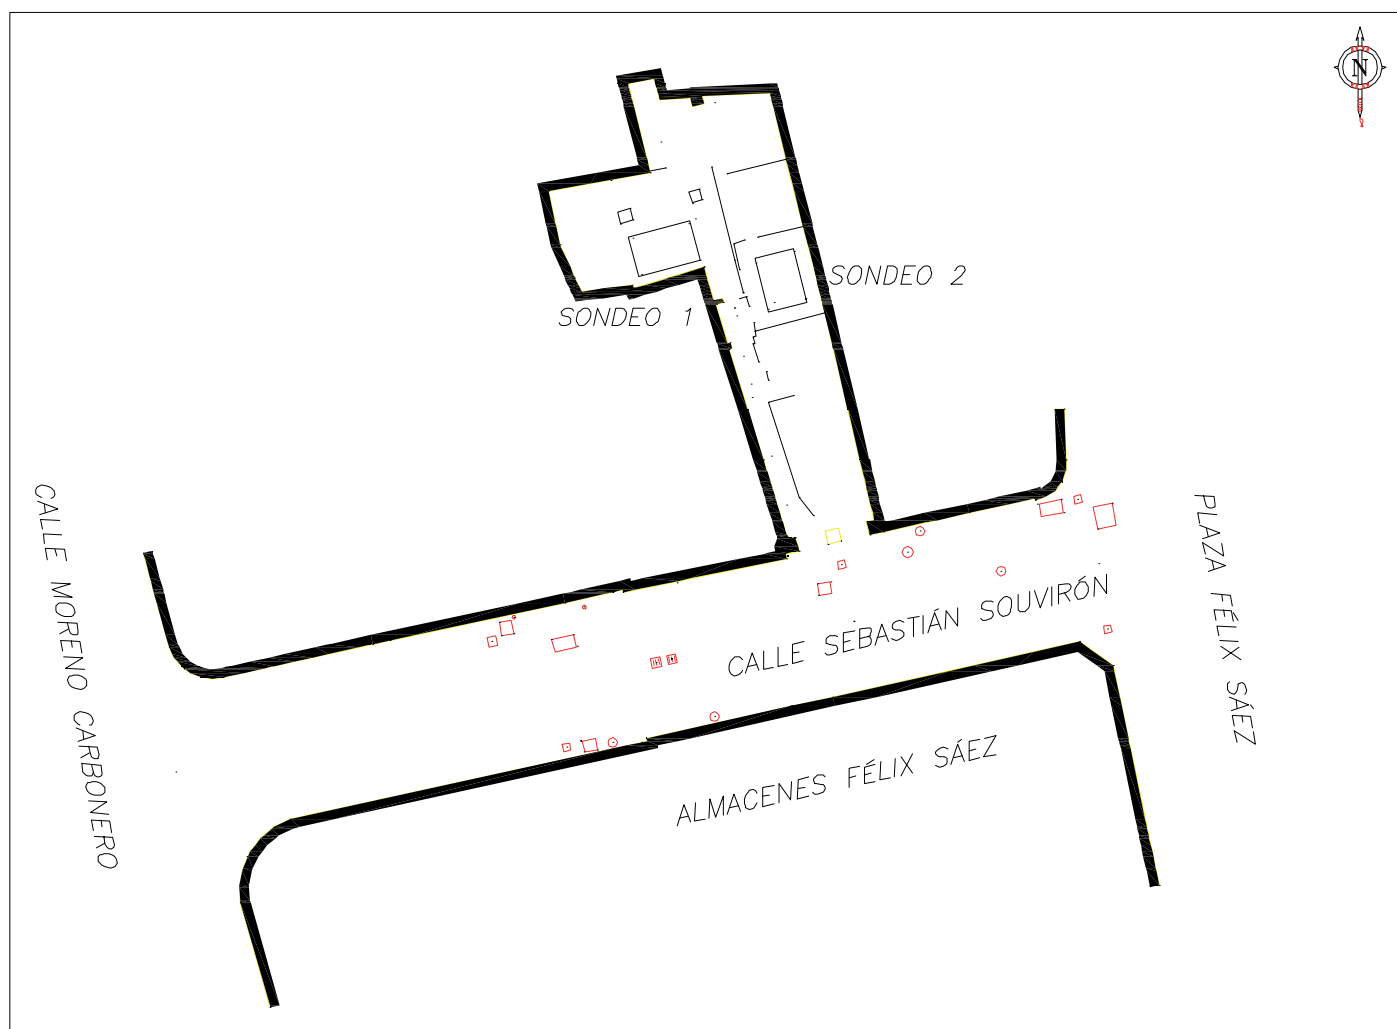 N
SONDEO 2
SONDEO 1
CALLE MORENO CARBONERO
PLAZA FÉLIX SÁEZ
CALLE SEBASTIÁN SOUVIRÓN
ALMACENES FÉLIX SÁEZ